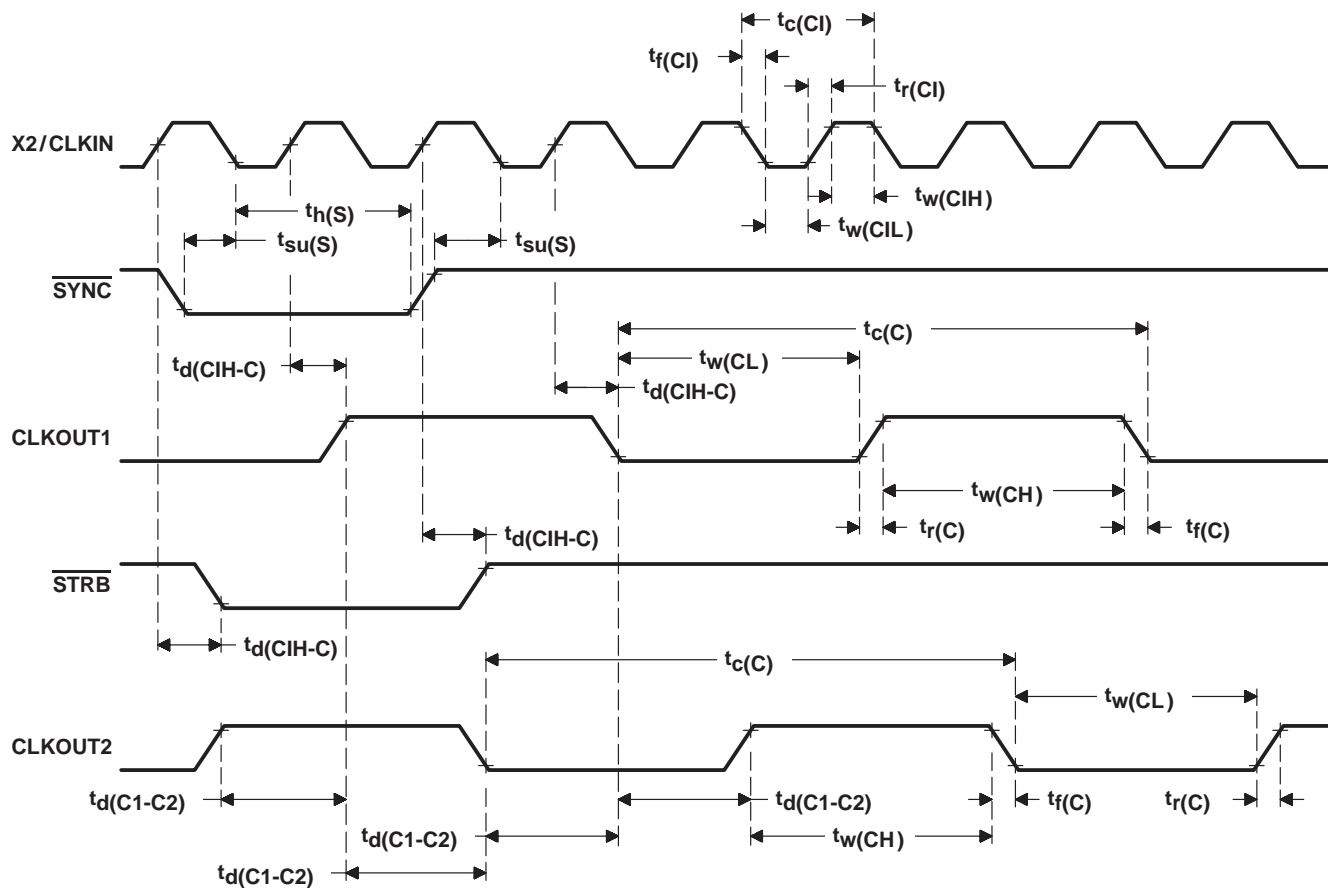 tc(CI)
tf(CI)
tr(CI)
X2/CLKIN
tw(CIH)
th(S)
tw(CIL)
tsu(S)
tsu(S)
SYNC
tc(C)
tw(CL)
td(CIH-C)
td(CIH-C)
CLKOUT1
tw(CH)
tr(C)
tf(C)
td(CIH-C)
STRB
td(CIH-C)
tc(C)
tw(CL)
CLKOUT2
td(C1-C2)
td(C1-C2)
tf(C)
tr(C)
td(C1-C2)
tw(CH)
td(C1-C2)